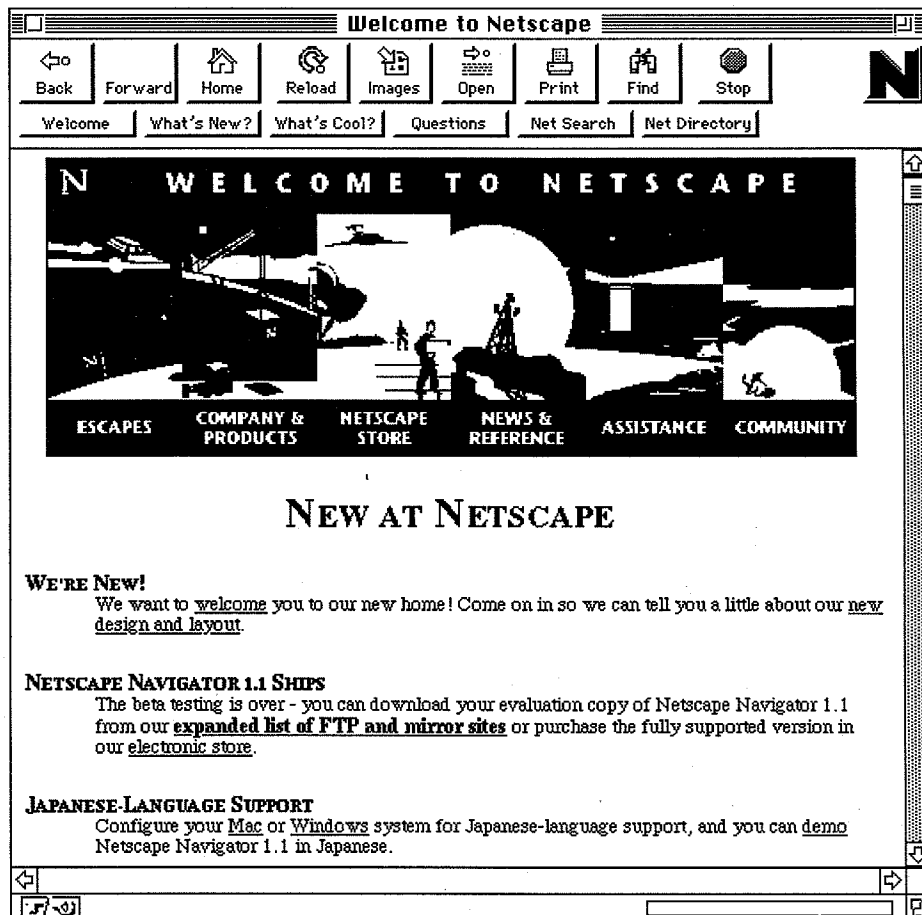 Welcome to Netscape
Back Forward Home Reload Images Open Print Find Stop
N
Welcome What's New? What's Cool? Questions Net Search Net Directory
N WELCOME TO NETSCAPE
ESCAPES COMPANY & PRODUCTS NETSCAPE STORE NEWS & REFERENCE ASSISTANCE COMMUNITY
NEW AT NETSCAPE
WE'RE NEW!
We want to welcome you to our new home! Come on in so we can tell you a little about our new
design and layout.
NETSCAPE NAVIGATOR 1.1 SHIPS
The beta testing is over - you can download your evaluation copy of Netscape Navigator 1.1
from our expanded list of FTP and mirror sites or purchase the fully supported version in
our electronic store.
JAPANESE-LANGUAGE SUPPORT
Configure your Mac or Windows system for Japanese-language support, and you can demo
Netscape Navigator 1.1 in Japanese.